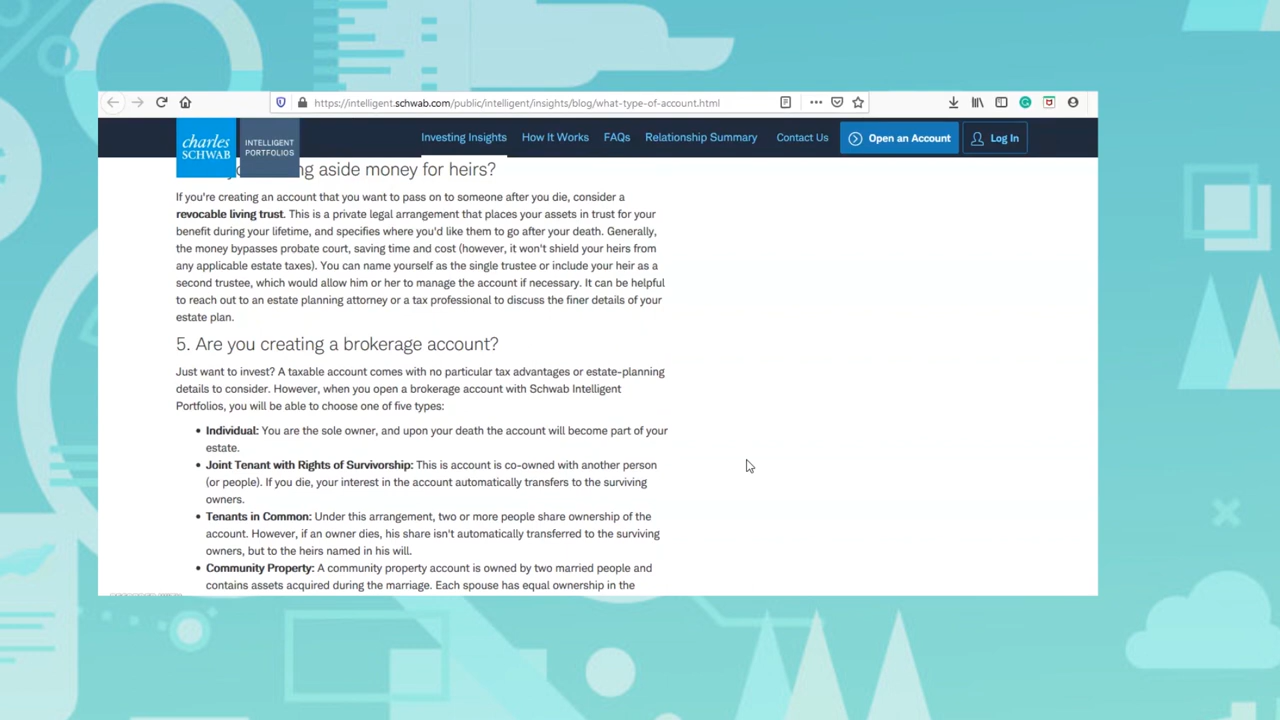 https://intelligent.schwab.com/public/intelligent/insights/blog/what-type-of-account.html
charles SCHWAB
INTELLIGENT PORTFOLIOS
Investing Insights How It Works FAQs Relationship Summary Contact Us Open an Account Log In
aside money for heirs?
If you're creating an account that you want to pass on to someone after you die, consider a
revocable living trust. This is a private legal arrangement that places your assets in trust for your
benefit during your lifetime, and specifies where you'd like them to go after your death. Generally,
the money bypasses probate court, saving time and cost (however, it won't shield your heirs from
any applicable estate taxes). You can name yourself as the single trustee or include your heir as a
second trustee, which would allow him or her to manage the account if necessary. It can be helpful
to reach out to an estate planning attorney or a tax professional to discuss the finer details of your
estate plan.
5. Are you creating a brokerage account?
Just want to invest? A taxable account comes with no particular tax advantages or estate-planning
details to consider. However, when you open a brokerage account with Schwab Intelligent
Portfolios, you will be able to choose one of five types:
• Individual: You are the sole owner, and upon your death the account will become part of your
estate.
• Joint Tenant with Rights of Survivorship: This is account is co-owned with another person
(or people). If you die, your interest in the account automatically transfers to the surviving
owners.
• Tenants in Common: Under this arrangement, two or more people share ownership of the
account. However, if an owner dies, his share isn't automatically transferred to the surviving
owners, but to the heirs named in his will.
• Community Property: A community property account is owned by two married people and
contains assets acquired during the marriage. Each spouse has equal ownership in the